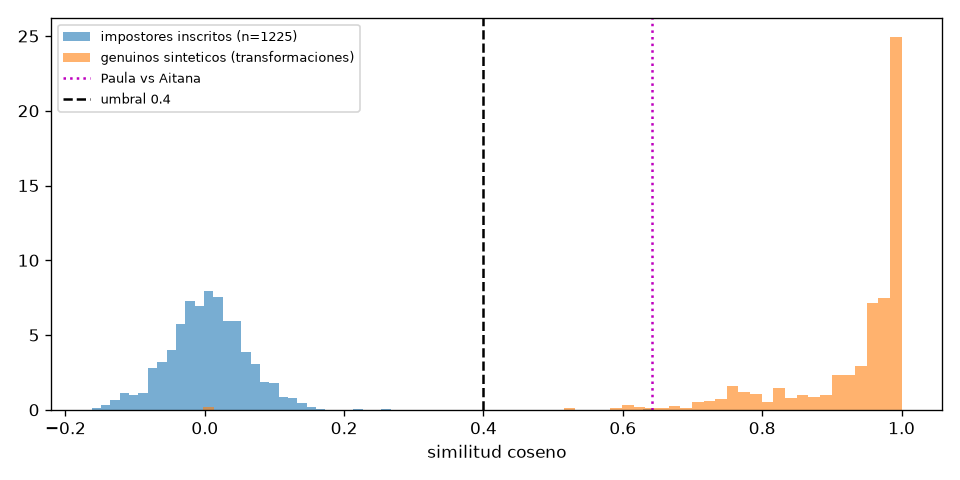 impostores inscritos (n=1225)
genuinos sinteticos (transformaciones)
Paula vs Aitana
umbral 0.4
25
20
15
10
5
0
−0.2 0.0 0.2 0.4 0.6 0.8 1.0
similitud coseno